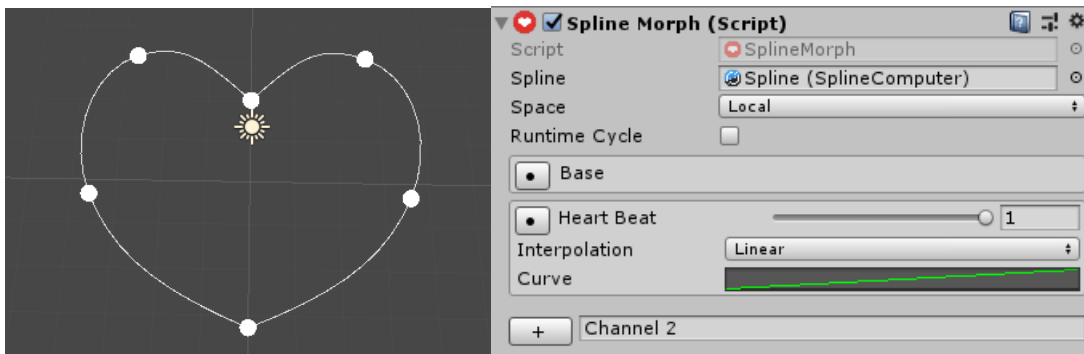 Spline Morph (Script)
Script SplineMorph
Spline Spline (SplineComputer)
Space Local
Runtime Cycle
Base
Heart Beat 1
Interpolation Linear
Curve
+ Channel 2